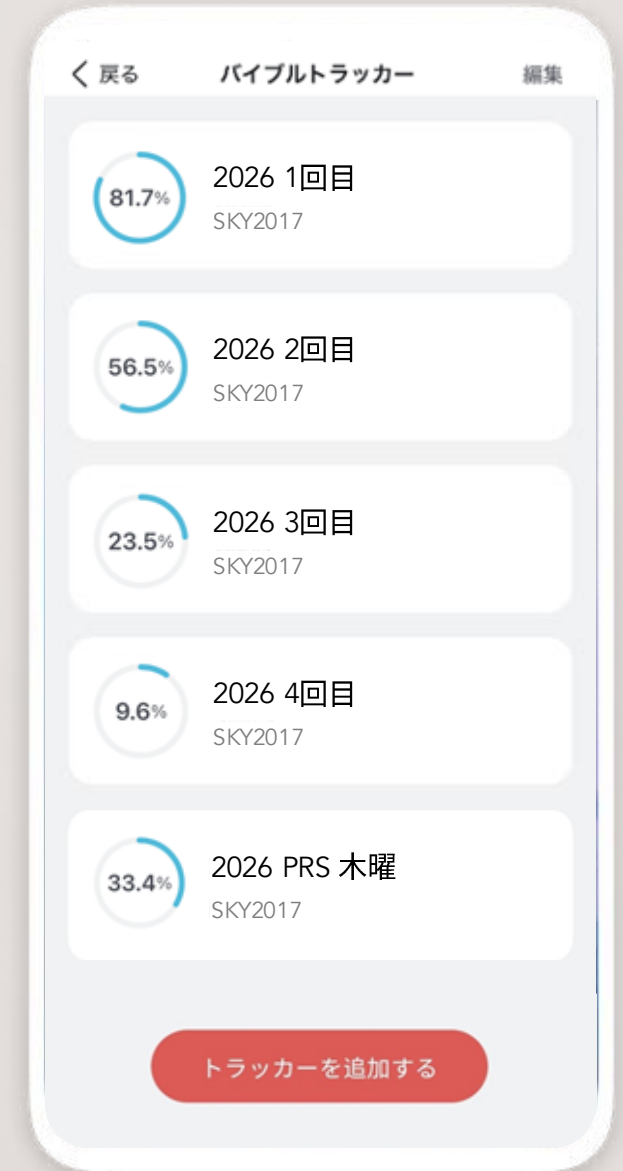 戻る
バイブルトラッカー
編集
81.7%
2026 1回目
SKY2017
56.5%
2026 2回目
SKY2017
23.5%
2026 3回目
SKY2017
9.6%
2026 4回目
SKY2017
33.4%
2026 PRS 木曜
SKY2017
トラッカーを追加する